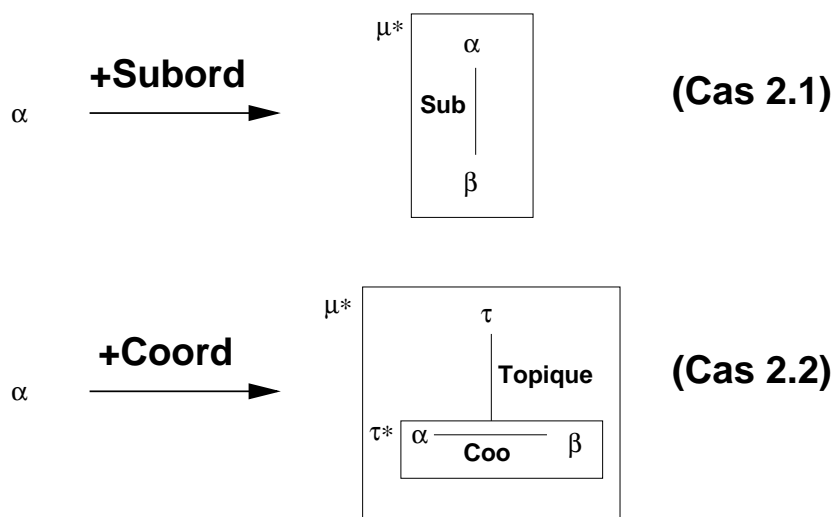 μ*
α
+Subord
(Cas 2.1)
α
Sub
β
μ*
τ
+Coord
(Cas 2.2)
Topique
α
τ* α β
Coo